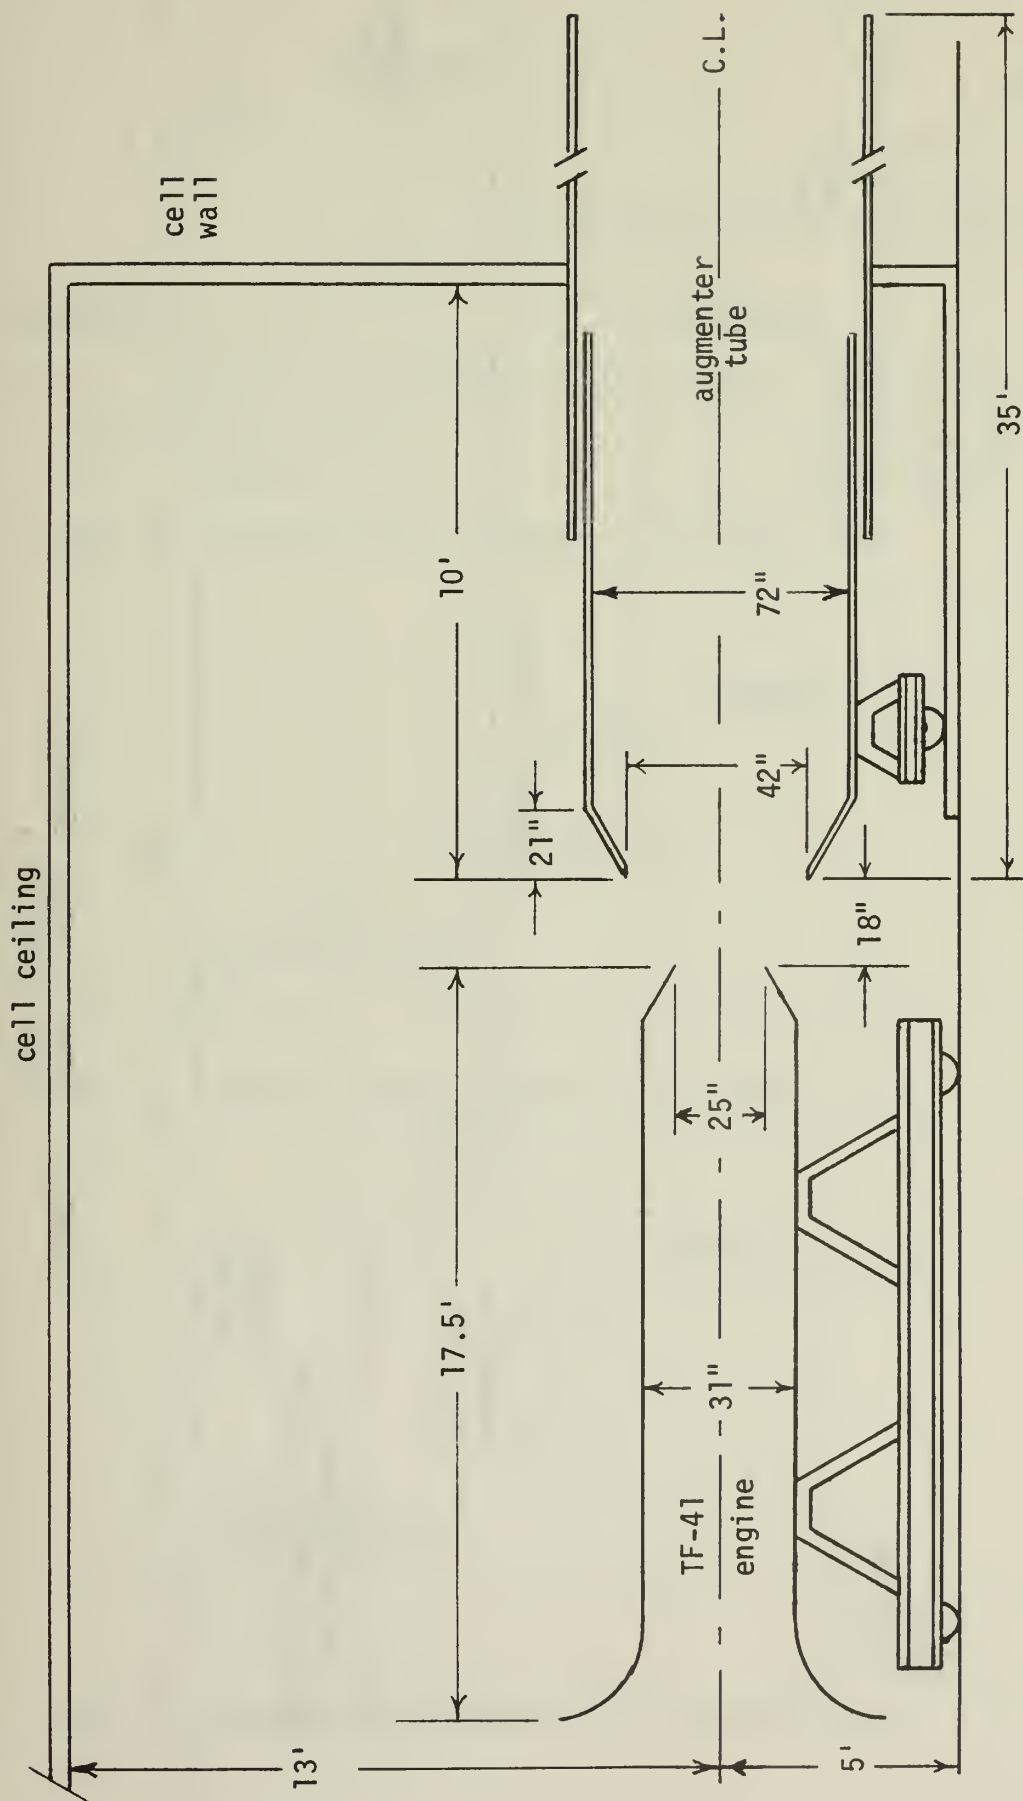 cell ceiling
cell
wall
13'
17.5'
10'
21"
42"
72"
18"
25"
31"
TF-41
engine
augmenter
tube
C.L.
5'
35'